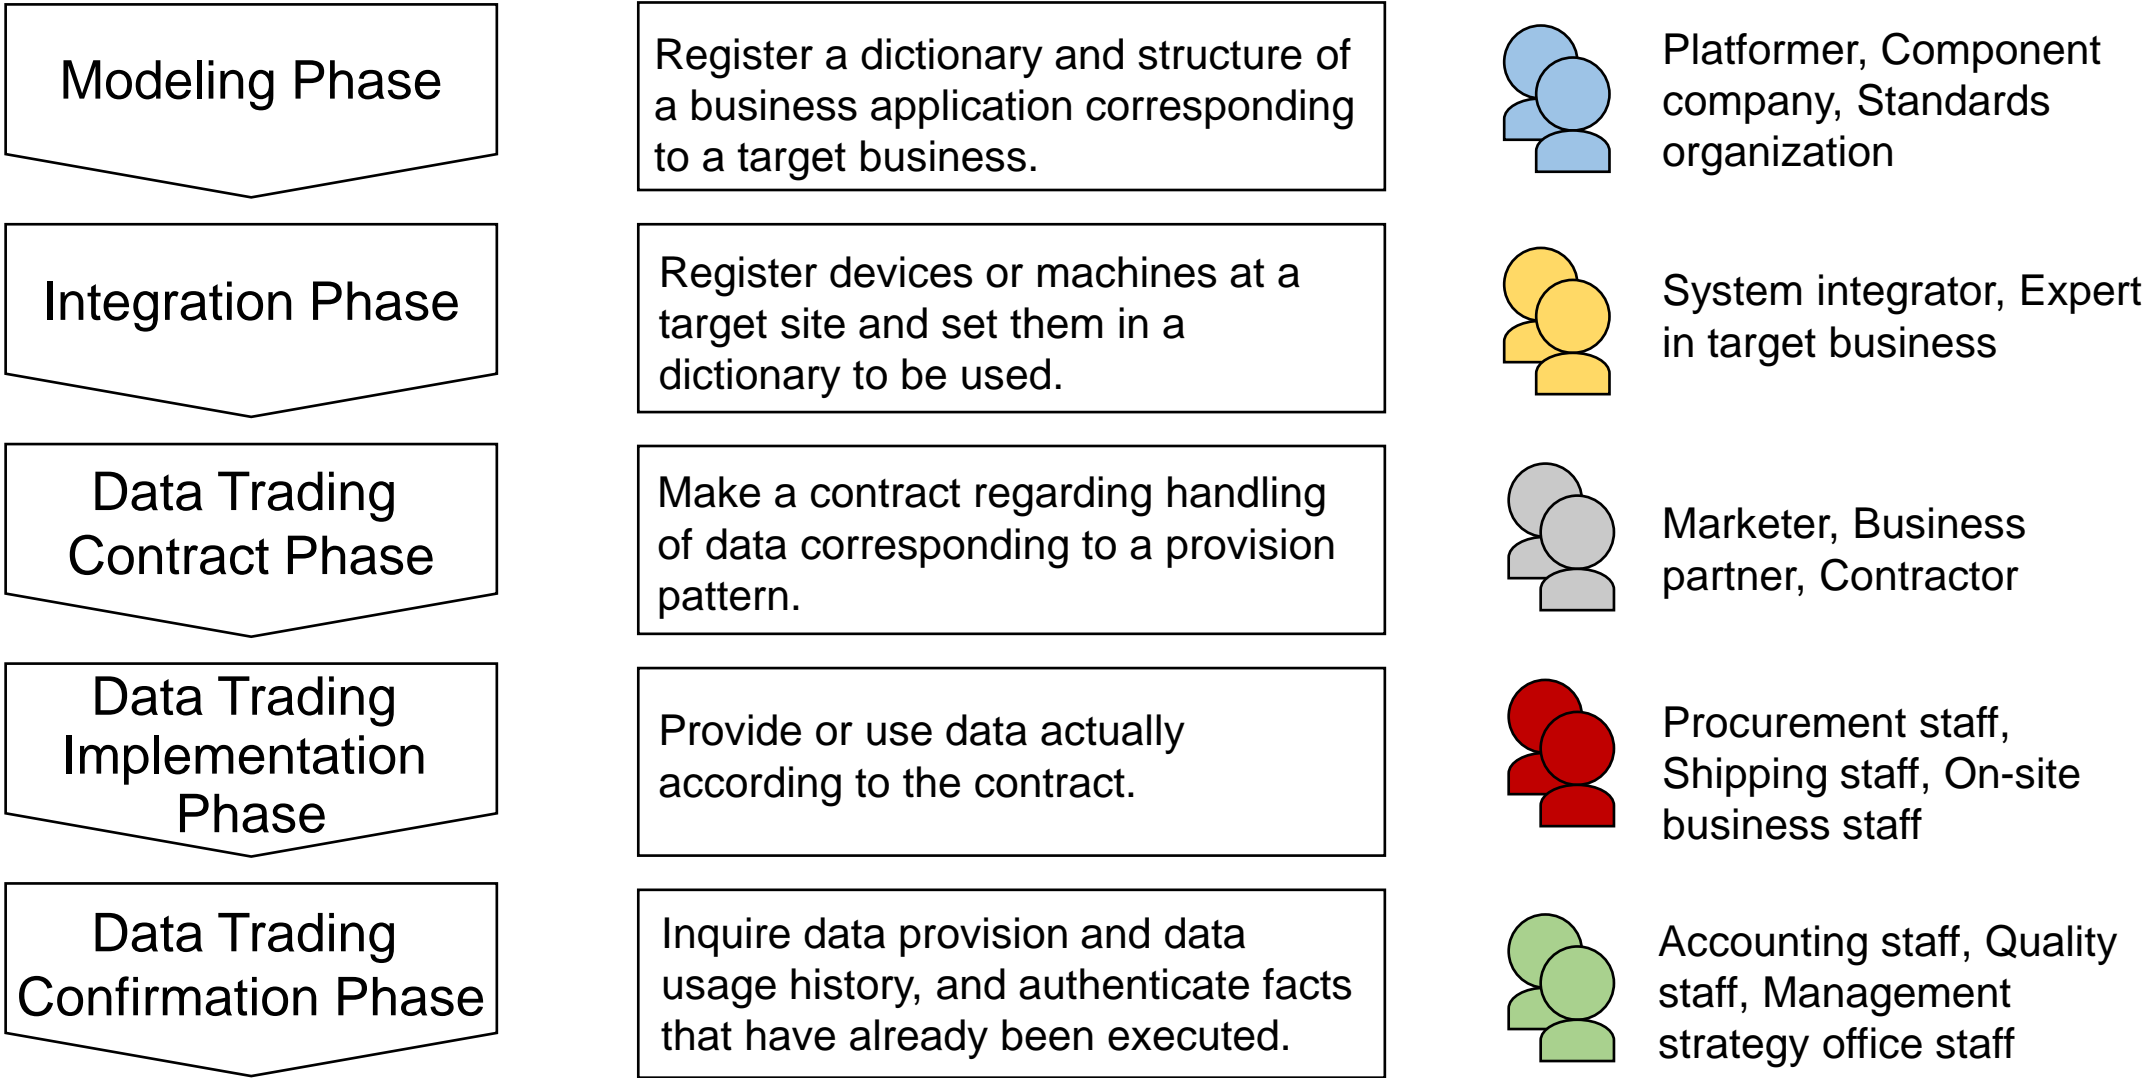 Modeling Phase
Register a dictionary and structure of
a business application corresponding
to a target business.
Platformer, Component
company, Standards
organization
Integration Phase
Register devices or machines at a
target site and set them in a
dictionary to be used.
System integrator, Expert
in target business
Data Trading
Contract Phase
Make a contract regarding handling
of data corresponding to a provision
pattern.
Marketer, Business
partner, Contractor
Data Trading
Implementation
Phase
Provide or use data actually
according to the contract.
Procurement staff,
Shipping staff, On-site
business staff
Data Trading
Confirmation Phase
Inquire data provision and data
usage history, and authenticate facts
that have already been executed.
Accounting staff, Quality
staff, Management
strategy office staff